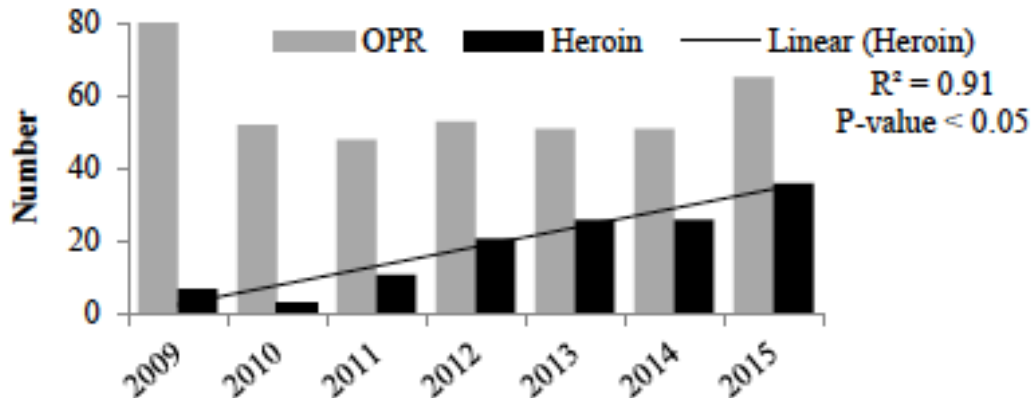 80
OPR Heroin Linear (Heroin)
R² = 0.91
P-value < 0.05
60
40
20
0
Number
2009 2010 2011 2012 2013 2014 2015